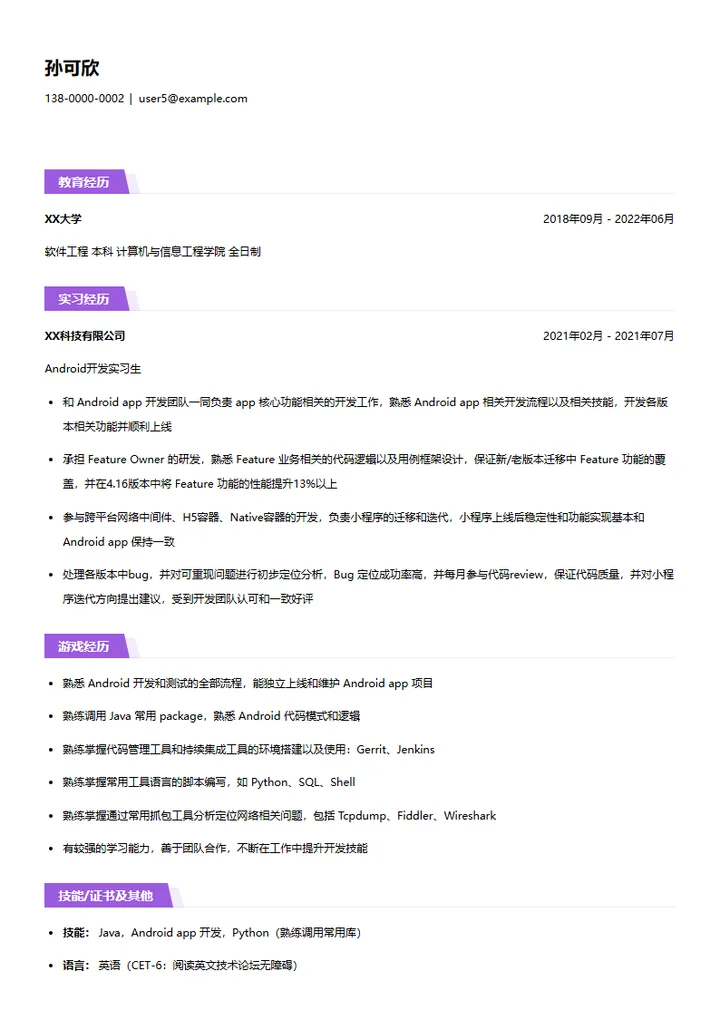 孙可欣
138-0000-0002 | user5@example.com
教育经历
XX大学 2018年09月 - 2022年06月
软件工程 本科 计算机与信息工程学院 全日制
实习经历
XX科技有限公司 2021年02月 - 2021年07月
Android开发实习生
• 和 Android app 开发团队一同负责 app 核心功能相关的开发工作，熟悉 Android app 相关开发流程以及相关技能，开发各版
本相关功能并顺利上线
• 承担 Feature Owner 的研发，熟悉 Feature 业务相关的代码逻辑以及用例框架设计，保证新/老版本迁移中 Feature 功能的覆
盖，并在4.16版本中将 Feature 功能的性能提升13%以上
• 参与跨平台网络中间件、H5容器、Native容器的开发，负责小程序的迁移和迭代，小程序上线后稳定性和功能实现基本和
Android app 保持一致
• 处理各版本中bug，并对可重现问题进行初步定位分析，Bug 定位成功率高，并每月参与代码review，保证代码质量，并对小程
序迭代方向提出建议，受到开发团队认可和一致好评
游戏经历
• 熟悉 Android 开发和测试的全部流程，能独立上线和维护 Android app 项目
• 熟练调用 Java 常用 package，熟悉 Android 代码模式和逻辑
• 熟练掌握代码管理工具和持续集成工具的环境搭建以及使用：Gerrit、Jenkins
• 熟练掌握常用工具语言的脚本编写，如 Python、SQL、Shell
• 熟练掌握通过常用抓包工具分析定位网络相关问题，包括 Tcpdump、Fiddler、Wireshark
• 有较强的学习能力，善于团队合作，不断在工作中提升开发技能
技能/证书及其他
• 技能： Java，Android app 开发，Python（熟练调用常用库）
• 语言： 英语（CET-6：阅读英文技术论坛无障碍）